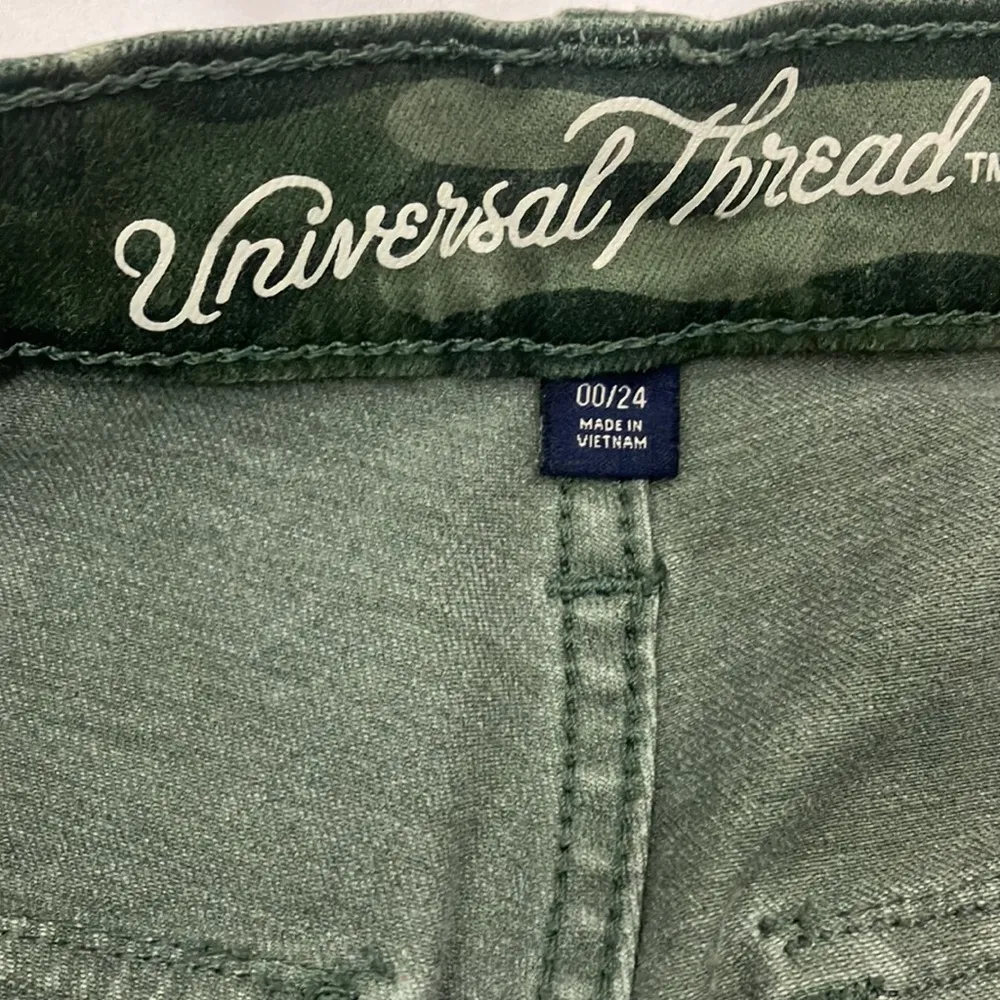 Universal Thread™
00/24
MADE IN
VIETNAM